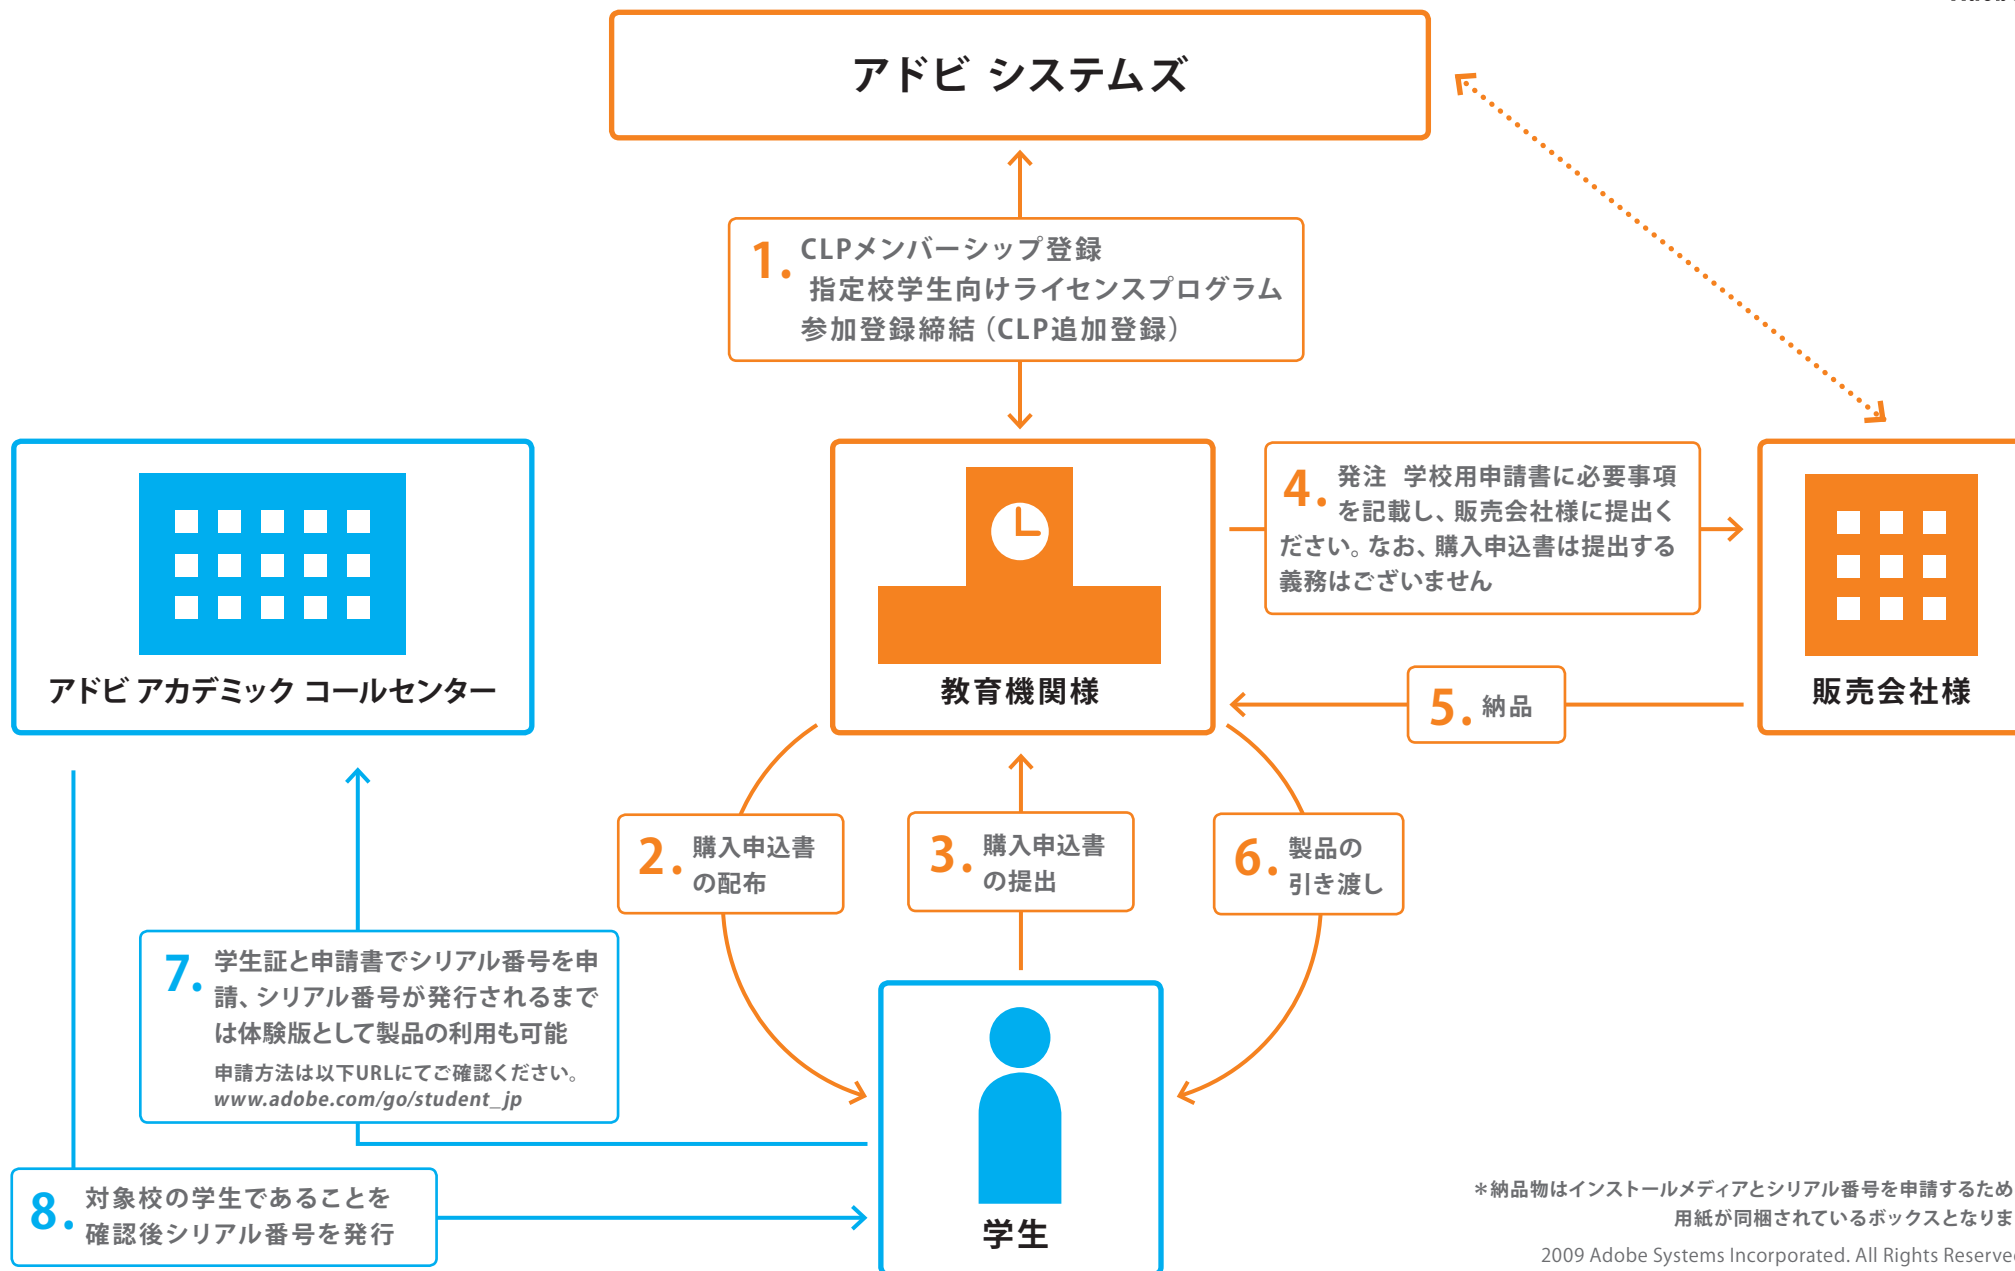 アドビ システムズ
1. CLPメンバーシップ登録
指定校学生向けライセンスプログラム
参加登録締結（CLP追加登録）
4. 発注 学校用申請書に必要事項
を記載し、販売会社様に提出く
ださい。なお、購入申込書は提出する
義務はございません
アドビ アカデミック コールセンター
教育機関様
販売会社様
5. 納品
2. 購入申込書
の配布
3. 購入申込書
の提出
6. 製品の
引き渡し
7. 学生証と申請書でシリアル番号を申
請、シリアル番号が発行されるまで
は体験版として製品の利用も可能
申請方法は以下URLにてご確認ください。
www.adobe.com/go/student_jp
8. 対象校の学生であることを
確認後シリアル番号を発行
学生
＊納品物はインストールメディアとシリアル番号を申請するため
用紙が同梱されているボックスとなりま
2009 Adobe Systems Incorporated. All Rights Reserved